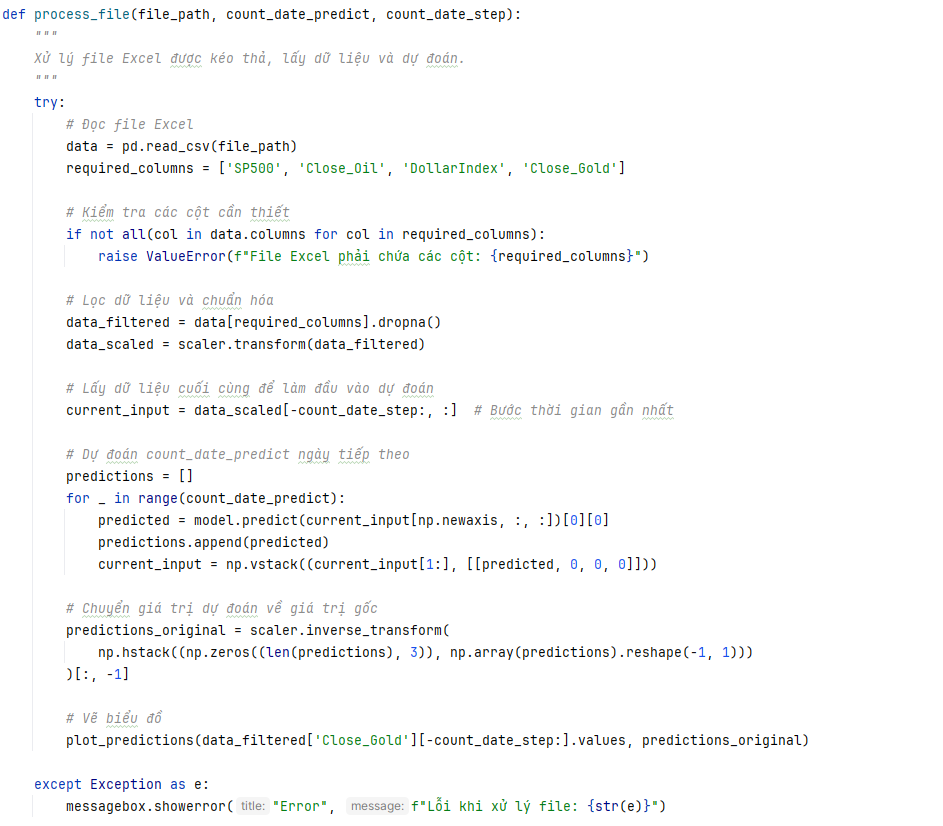 def process_file(file_path, count_date_predict, count_date_step):
"""
Xử lý file Excel được kéo thả, lấy dữ liệu và dự đoán.
"""
try:
# Đọc file Excel
data = pd.read_csv(file_path)
required_columns = ['SP500', 'Close_Oil', 'DollarIndex', 'Close_Gold']
# Kiểm tra các cột cần thiết
if not all(col in data.columns for col in required_columns):
raise ValueError(f"File Excel phải chứa các cột: {required_columns}")
# Lọc dữ liệu và chuẩn hóa
data_filtered = data[required_columns].dropna()
data_scaled = scaler.transform(data_filtered)
# Lấy dữ liệu cuối cùng để làm đầu vào dự đoán
current_input = data_scaled[-count_date_step:, :]  # Bước thời gian gần nhất
# Dự đoán count_date_predict ngày tiếp theo
predictions = []
for _ in range(count_date_predict):
predicted = model.predict(current_input[np.newaxis, :, :])[0][0]
predictions.append(predicted)
current_input = np.vstack((current_input[1:], [[predicted, 0, 0, 0]]))
# Chuyển giá trị dự đoán về giá trị gốc
predictions_original = scaler.inverse_transform(
np.hstack((np.zeros((len(predictions), 3)), np.array(predictions).reshape(-1, 1)))
)[:, -1]
# Vẽ biểu đồ
plot_predictions(data_filtered['Close_Gold'][-count_date_step:].values, predictions_original)
except Exception as e:
messagebox.showerror( title: "Error", message: f"Lỗi khi xử lý file: {str(e)}")